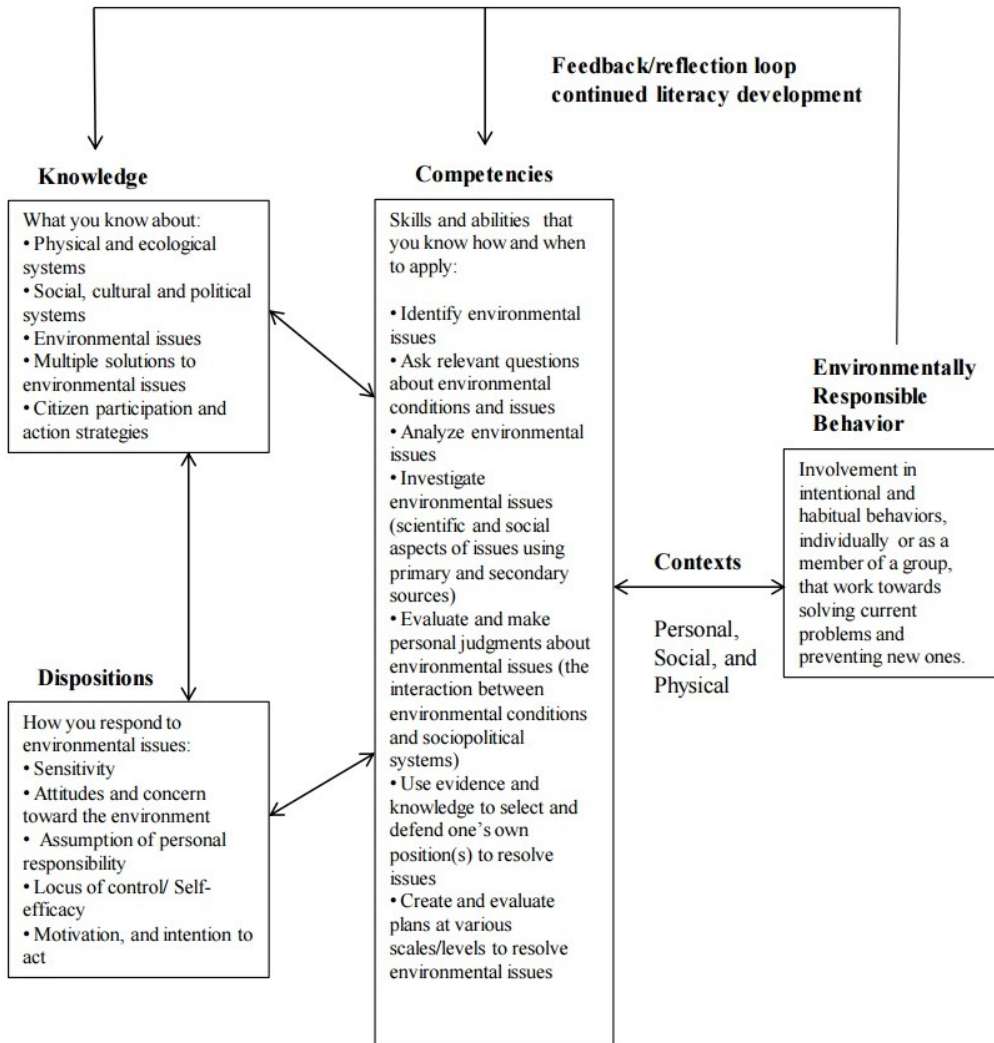 Feedback/reflection loop
continued literacy development
Knowledge
What you know about:
• Physical and ecological
systems
• Social, cultural and political
systems
• Environmental issues
• Multiple solutions to
environmental issues
• Citizen participation and
action strategies
Dispositions
How you respond to
environmental issues:
• Sensitivity
• Attitudes and concern
toward the environment
• Assumption of personal
responsibility
• Locus of control/ Self-
efficacy
• Motivation, and intention to
act
Competencies
Skills and abilities that
you know how and when
to apply:
• Identify environmental
issues
• Ask relevant questions
about environmental
conditions and issues
• Analyze environmental
issues
• Investigate
environmental issues
(scientific and social
aspects of issues using
primary and secondary
sources)
• Evaluate and make
personal judgments about
environmental issues (the
interaction between
environmental conditions
and sociopolitical
systems)
• Use evidence and
knowledge to select and
defend one’s own
position(s) to resolve
issues
• Create and evaluate
plans at various
scales/levels to resolve
environmental issues
Contexts
Personal,
Social, and
Physical
Environmentally
Responsible
Behavior
Involvement in
intentional and
habitual behaviors,
individually or as a
member of a group,
that work towards
solving current
problems and
preventing new ones.